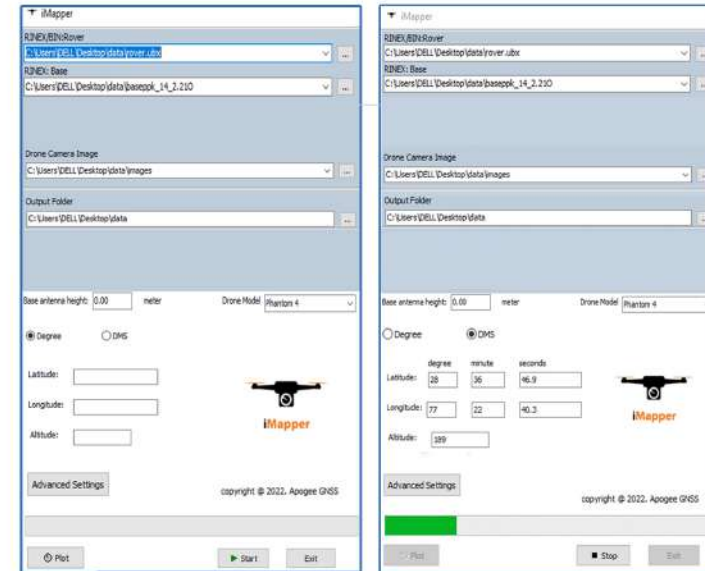 iMapper
RINEX/BIN:Rover
C:\Users\DELL\Desktop\data\rover.ubx
...
RINEX: Base
C:\Users\DELL\Desktop\data\baseppk_14_2.21O
...
Drone Camera Image
C:\Users\DELL\Desktop\data\images
...
Output Folder
C:\Users\DELL\Desktop\data
...
Base antenna height: 0.00 meter Drone Model Phantom 4
Degree DMS
Latitude:
Longitude:
Altitude:
iMapper
Advanced Settings
copyright @ 2022. Apogee GNSS
Plot Start Exit
iMapper
RINEX/BIN:Rover
C:\Users\DELL\Desktop\data\rover.ubx
...
RINEX: Base
C:\Users\DELL\Desktop\data\baseppk_14_2.21O
...
Drone Camera Image
C:\Users\DELL\Desktop\data\images
...
Output Folder
C:\Users\DELL\Desktop\data
...
Base antenna height: 0.00 meter Drone Model Phantom 4
Degree DMS
degree minute seconds
Latitude: 28 36 46.9
Longitude: 77 22 40.3
Altitude: 189
iMapper
Advanced Settings
copyright @ 2022. Apogee GNSS
Plot Stop Exit